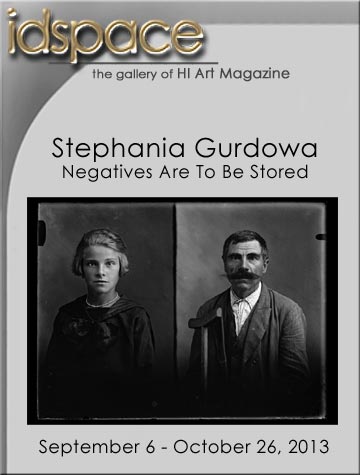 idspace
the gallery of HI Art Magazine
Stephania Gurdowa
Negatives Are To Be Stored
September 6 - October 26, 2013